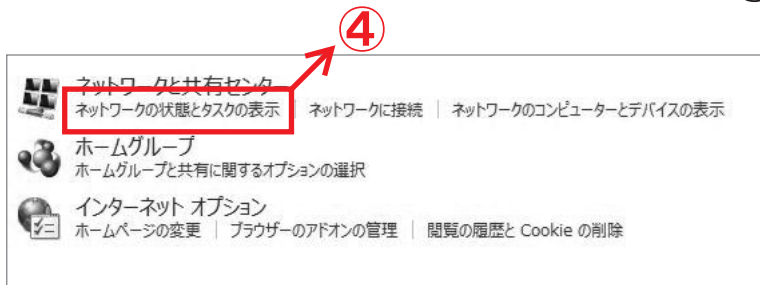 ④
ネットワークと共有センター
ネットワークの状態とタスクの表示 | ネットワークに接続 | ネットワークのコンピューターとデバイスの表示
ホームグループ
ホームグループと共有に関するオプションの選択
インターネット オプション
ホームページの変更 | ブラウザーのアドオンの管理 | 閲覧の履歴と Cookie の削除